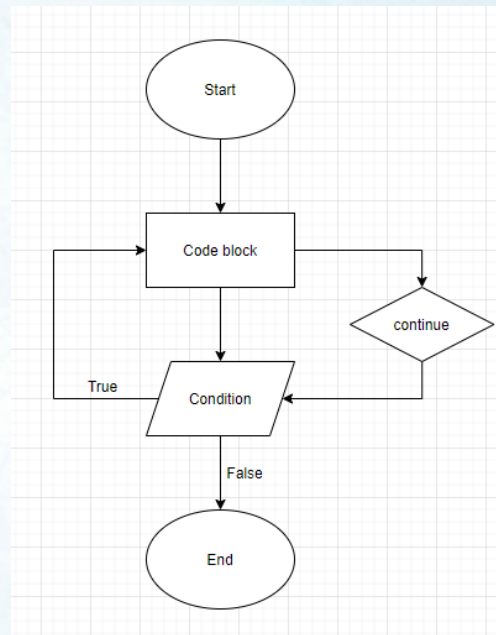 Start
Code block
continue
True
Condition
False
End